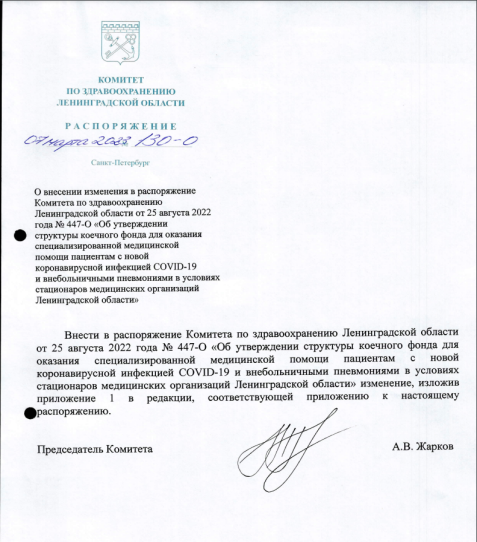 КОМИТЕТ
ПО ЗДРАВООХРАНЕНИЮ
ЛЕНИНГРАДСКОЙ ОБЛАСТИ
РАСПОРЯЖЕНИЕ
07 марта 2023 130-О
Санкт-Петербург
О внесении изменения в распоряжение
Комитета по здравоохранению
Ленинградской области от 25 августа 2022
года № 447-О «Об утверждении
структуры коечного фонда для оказания
специализированной медицинской
помощи пациентам с новой
коронавирусной инфекцией COVID-19
и внебольничными пневмониями в условиях
стационаров медицинских организаций
Ленинградской области»
Внести в распоряжение Комитета по здравоохранению Ленинградской области
от 25 августа 2022 года № 447-О «Об утверждении структуры коечного фонда для
оказания специализированной медицинской помощи пациентам с новой
коронавирусной инфекцией COVID-19 и внебольничными пневмониями в условиях
стационаров медицинских организаций Ленинградской области» изменение, изложив
приложение 1 в редакции, соответствующей приложению к настоящему
распоряжению.
Председатель Комитета А.В. Жарков